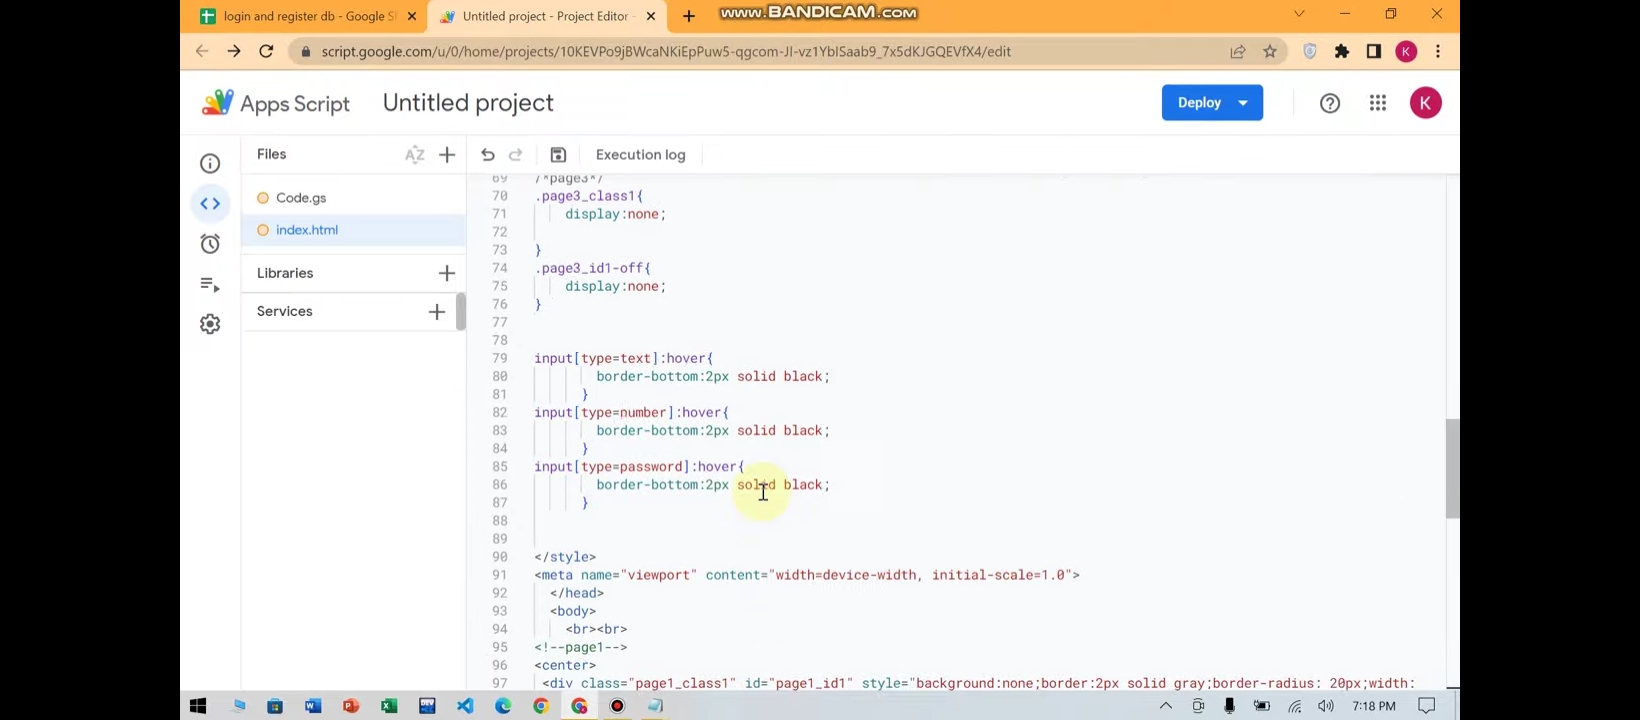 www.BANDICAM.com
login and register db - Google S
Untitled project - Project Editor -
script.google.com/u/0/home/projects/10KEVPo9jBWcaNKiEpPuw5-qgcom-Jl-vz1YbISaab9_7x5dKJGQEVfX4/edit
K
Apps Script
Untitled project
Deploy
K
Files
AZ
Execution log
Code.gs
index.html
Libraries
Services
69 /*page3*/
70 .page3_class1{
71 display:none;
72
73 }
74 .page3_id1-off{
75 display:none;
76 }
77
78
79 input[type=text]:hover{
80 border-bottom:2px solid black;
81 }
82 input[type=number]:hover{
83 border-bottom:2px solid black;
84 }
85 input[type=password]:hover{
86 border-bottom:2px solid black;
87 }
88
89
90 </style>
91 <meta name="viewport" content="width=device-width, initial-scale=1.0">
92 </head>
93 <body>
94 <br><br>
95 <!--page1-->
96 <center>
97 <div class="page1_class1" id="page1_id1" style="background:none;border:2px solid gray;border-radius: 20px;width:
7:18 PM